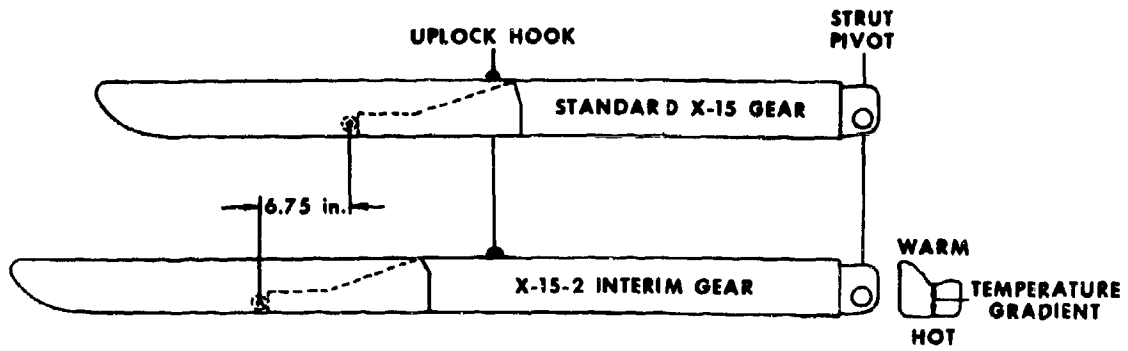 UPLOCK HOOK
STRUT
PIVOT
STANDARD X-15 GEAR
6.75 in.
X-15-2 INTERIM GEAR
WARM
TEMPERATURE
GRADIENT
HOT